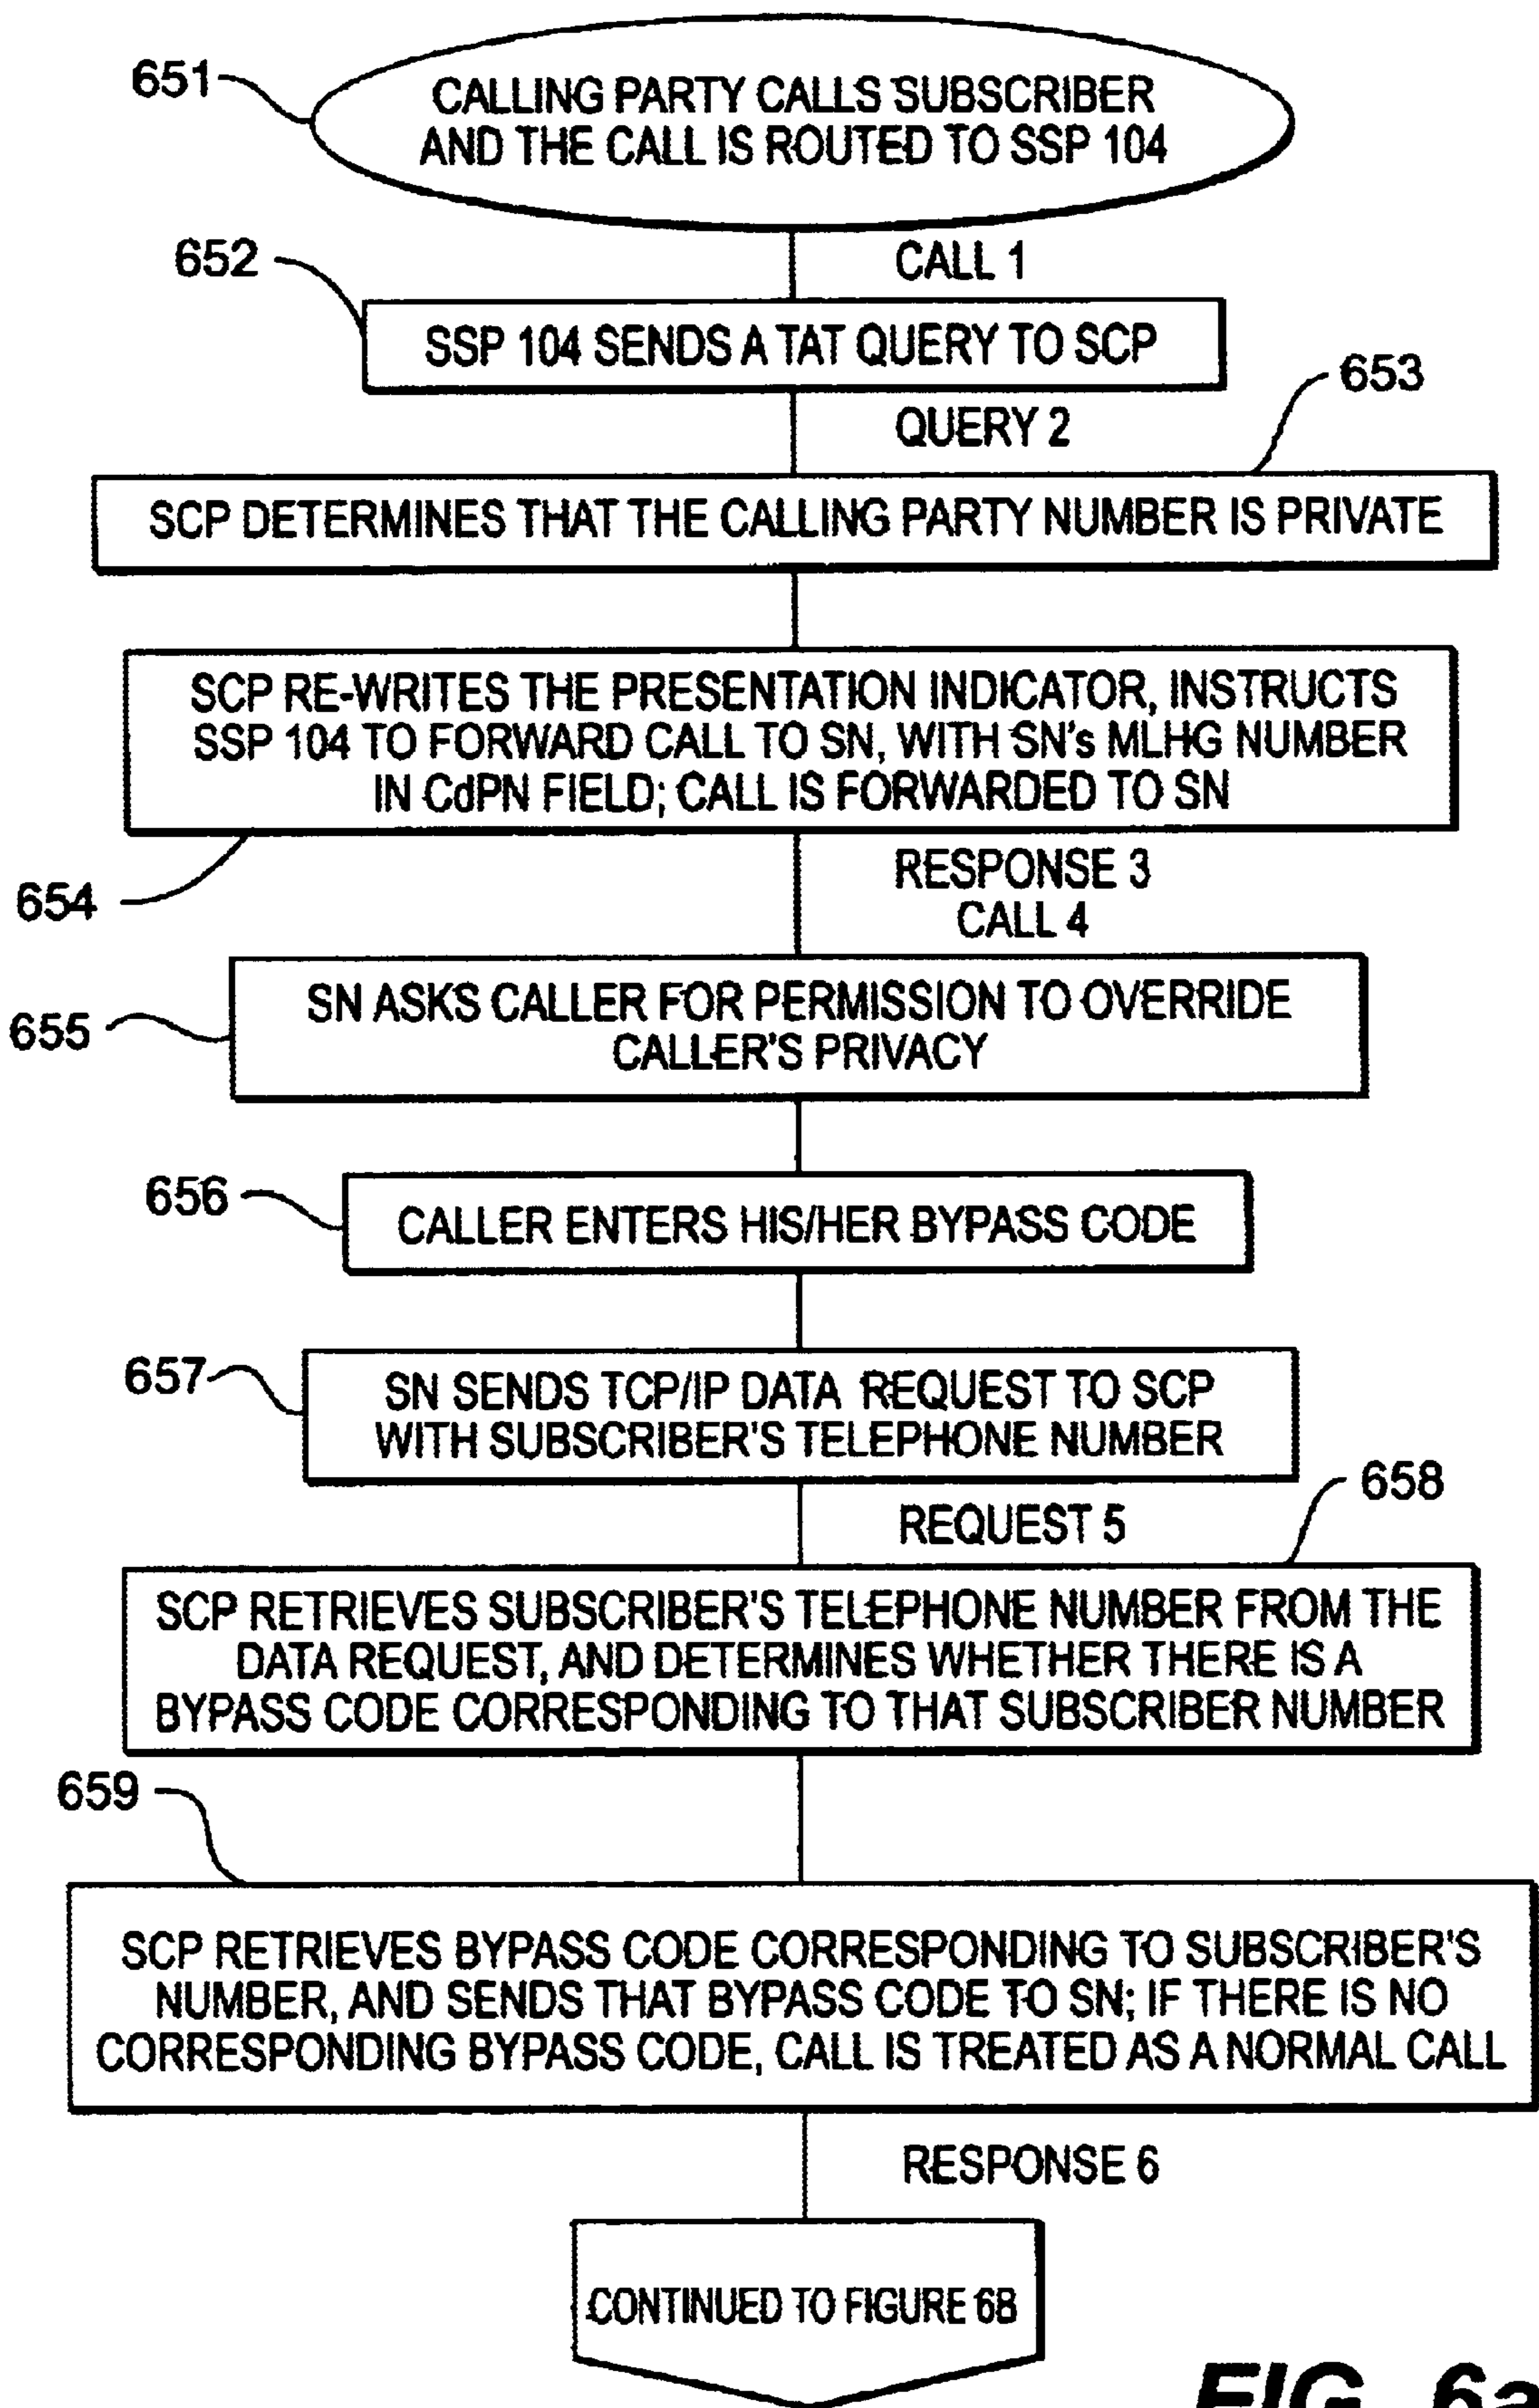 651
CALLING PARTY CALLS SUBSCRIBER
AND THE CALL IS ROUTED TO SSP 104
652
CALL 1
SSP 104 SENDS A TAT QUERY TO SCP
653
QUERY 2
SCP DETERMINES THAT THE CALLING PARTY NUMBER IS PRIVATE
SCP RE-WRITES THE PRESENTATION INDICATOR, INSTRUCTS
SSP 104 TO FORWARD CALL TO SN, WITH SN's MLHG NUMBER
IN CdPN FIELD; CALL IS FORWARDED TO SN
654
RESPONSE 3
CALL 4
655
SN ASKS CALLER FOR PERMISSION TO OVERRIDE
CALLER'S PRIVACY
656
CALLER ENTERS HIS/HER BYPASS CODE
657
SN SENDS TCP/IP DATA REQUEST TO SCP
WITH SUBSCRIBER'S TELEPHONE NUMBER
658
REQUEST 5
SCP RETRIEVES SUBSCRIBER'S TELEPHONE NUMBER FROM THE
DATA REQUEST, AND DETERMINES WHETHER THERE IS A
BYPASS CODE CORRESPONDING TO THAT SUBSCRIBER NUMBER
659
SCP RETRIEVES BYPASS CODE CORRESPONDING TO SUBSCRIBER'S
NUMBER, AND SENDS THAT BYPASS CODE TO SN; IF THERE IS NO
CORRESPONDING BYPASS CODE, CALL IS TREATED AS A NORMAL CALL
RESPONSE 6
CONTINUED TO FIGURE 6B
FIG. 6a